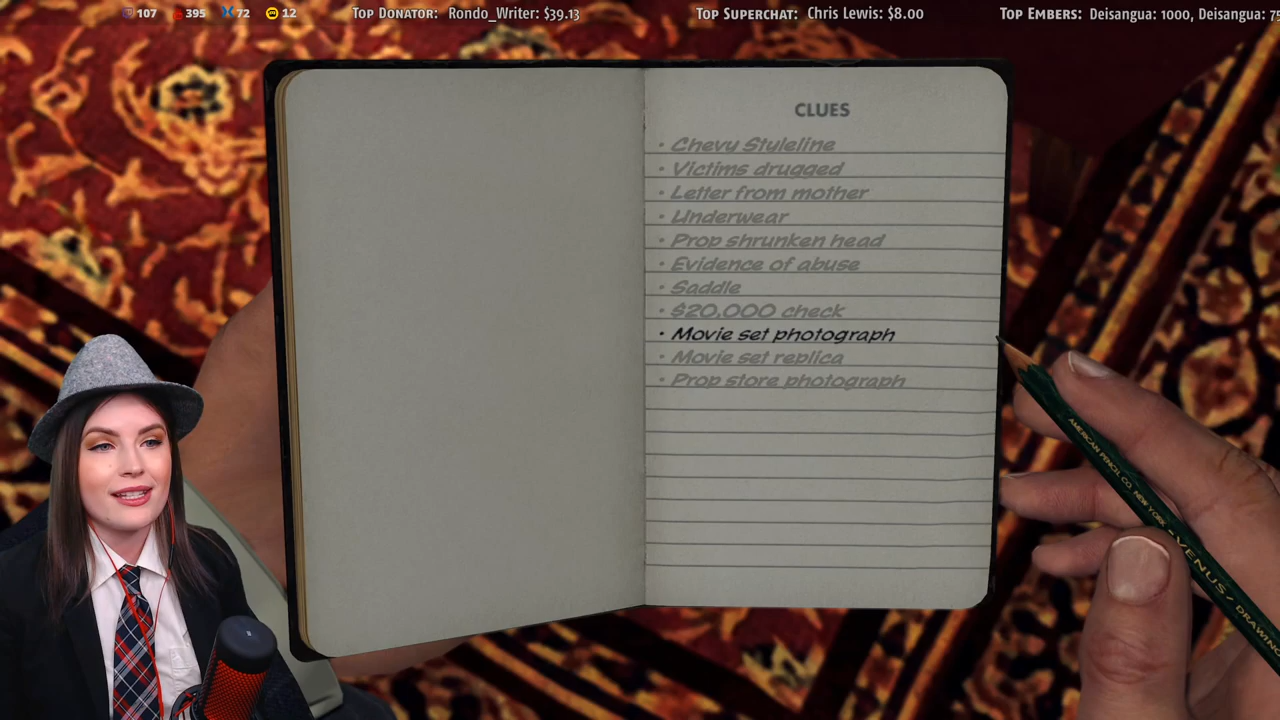 107 395 72 12 Top Donator: Rondo_Writer: $39.13 Top Superchat: Chris Lewis: $8.00 Top Embers: Deisangua: 1000, Deisangua: 75
CLUES
· Chevy Styleline
· Victims drugged
· Letter from mother
· Underwear
· Prop shrunken head
· Evidence of abuse
· Saddle
· $20,000 check
· Movie set photograph
· Movie set replica
· Prop store photograph
AMERICAN PENCIL CO. NEW YORK VENUS DRAWING